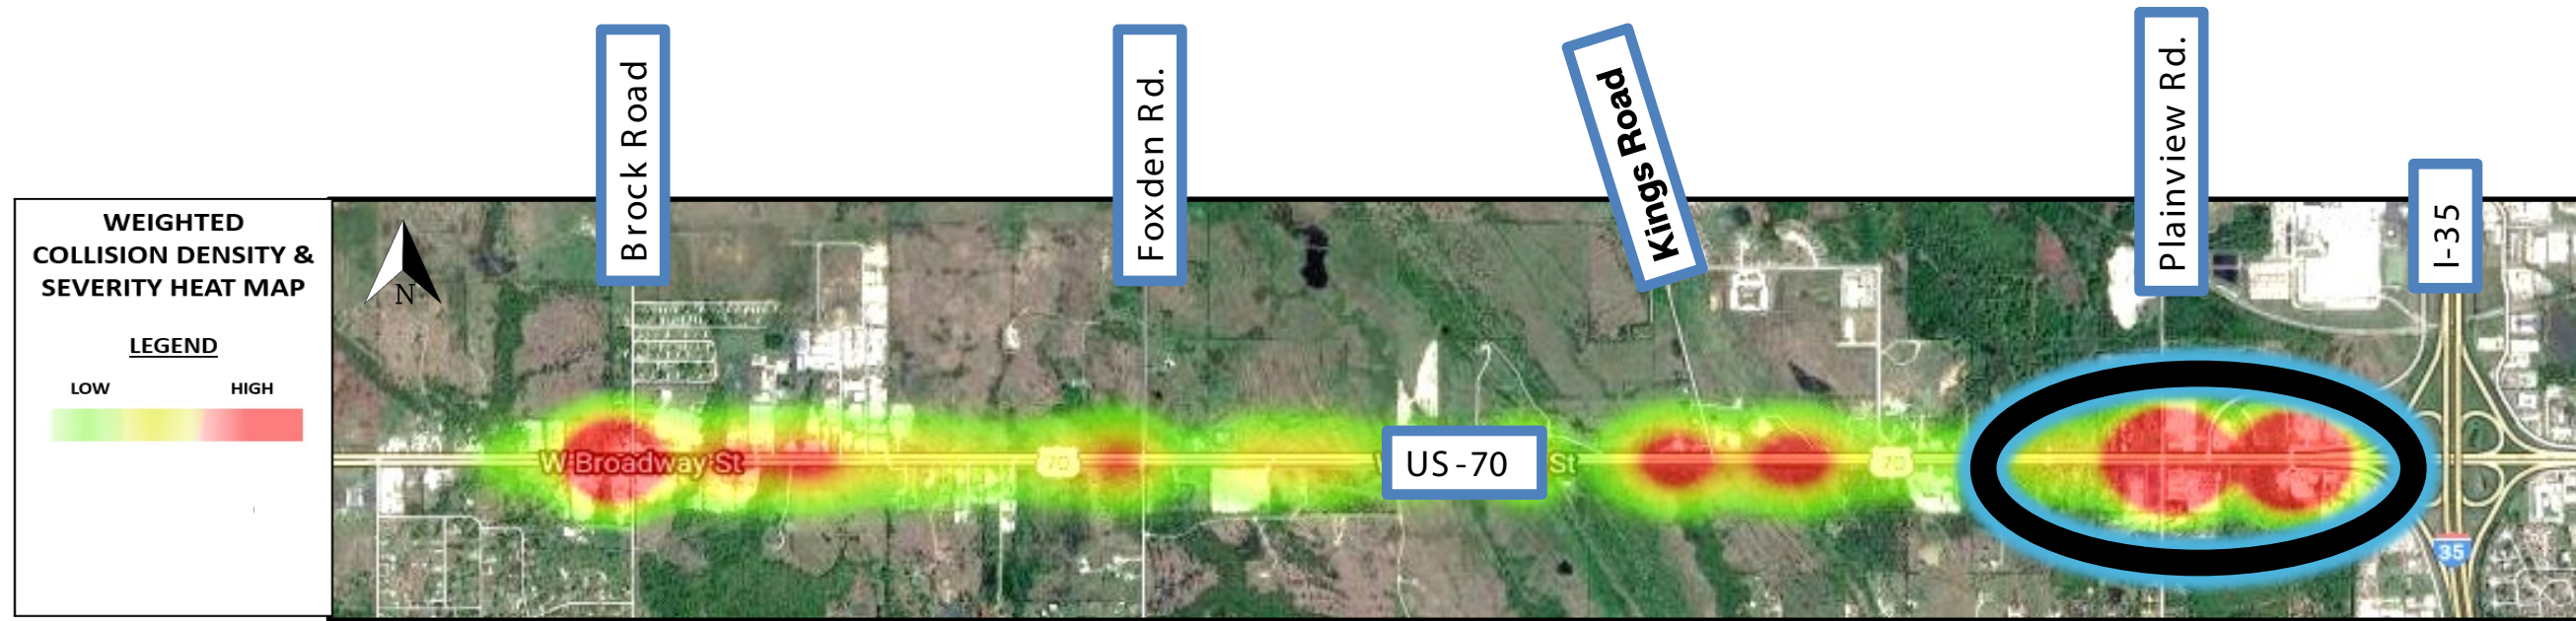 WEIGHTED
COLLISION DENSITY &
SEVERITY HEAT MAP
LEGEND
LOW HIGH
N
Brock Road
Foxden Rd.
Kings Road
Plainview Rd.
I-35
W Broadway St
70
US-70
St
70
35